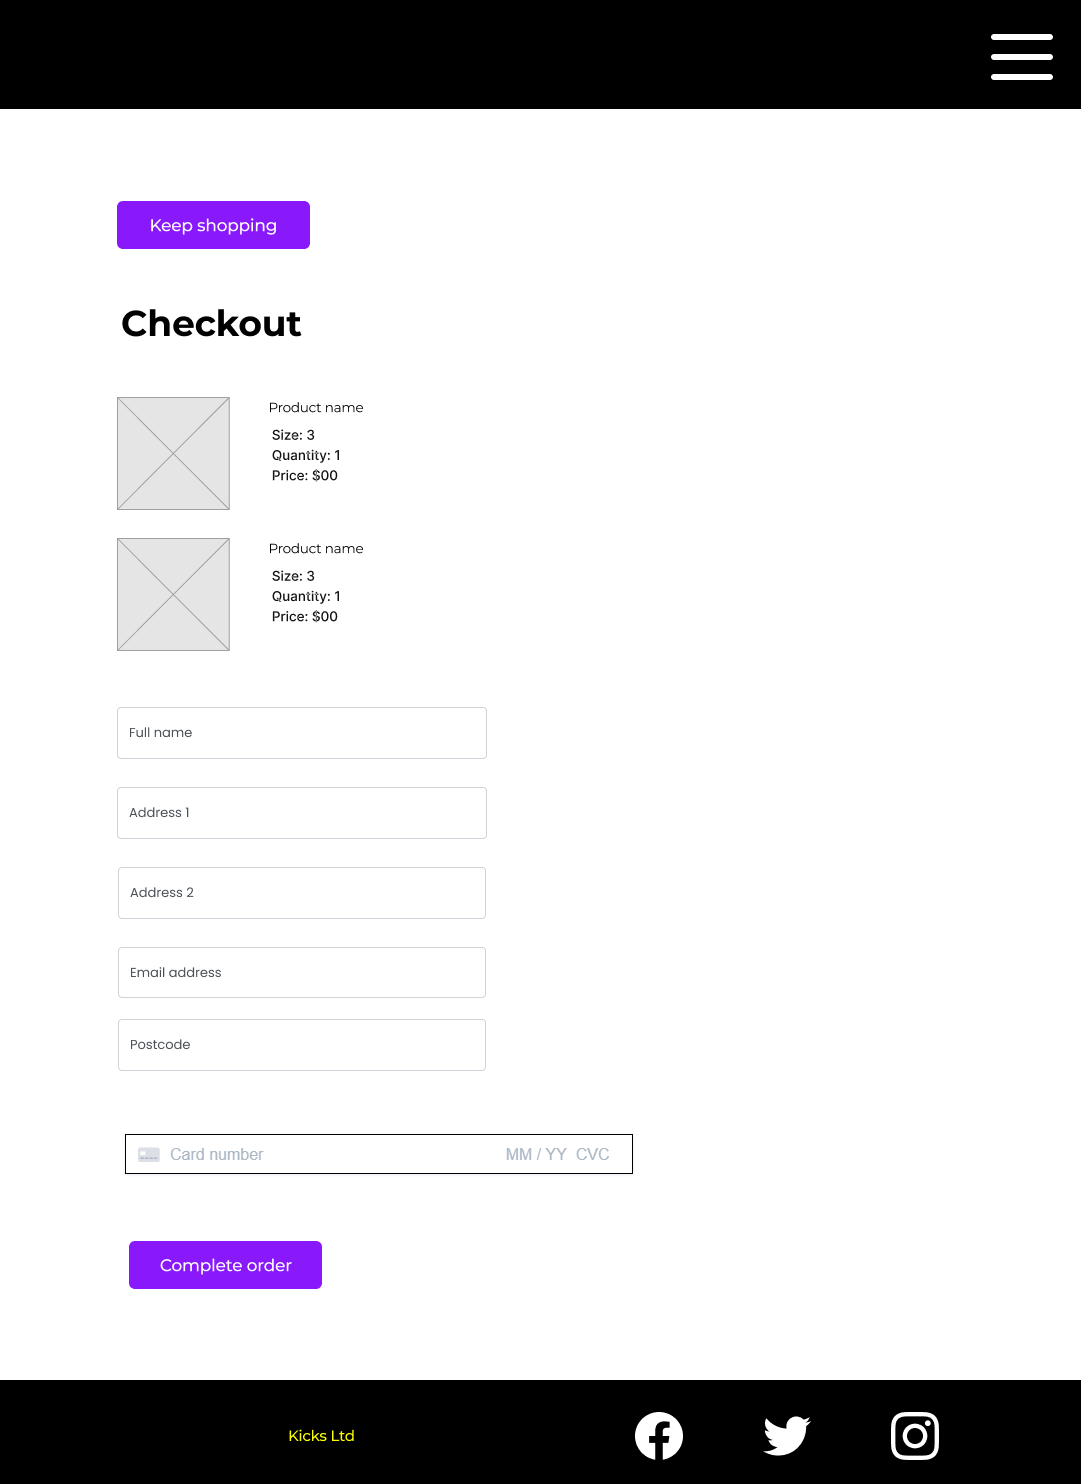 Keep shopping
Checkout
Product name
Size: 3
Quantity: 1
Price: $00
Product name
Size: 3
Quantity: 1
Price: $00
Full name
Address 1
Address 2
Email address
Postcode
Card number MM / YY CVC
Complete order
Kicks Ltd